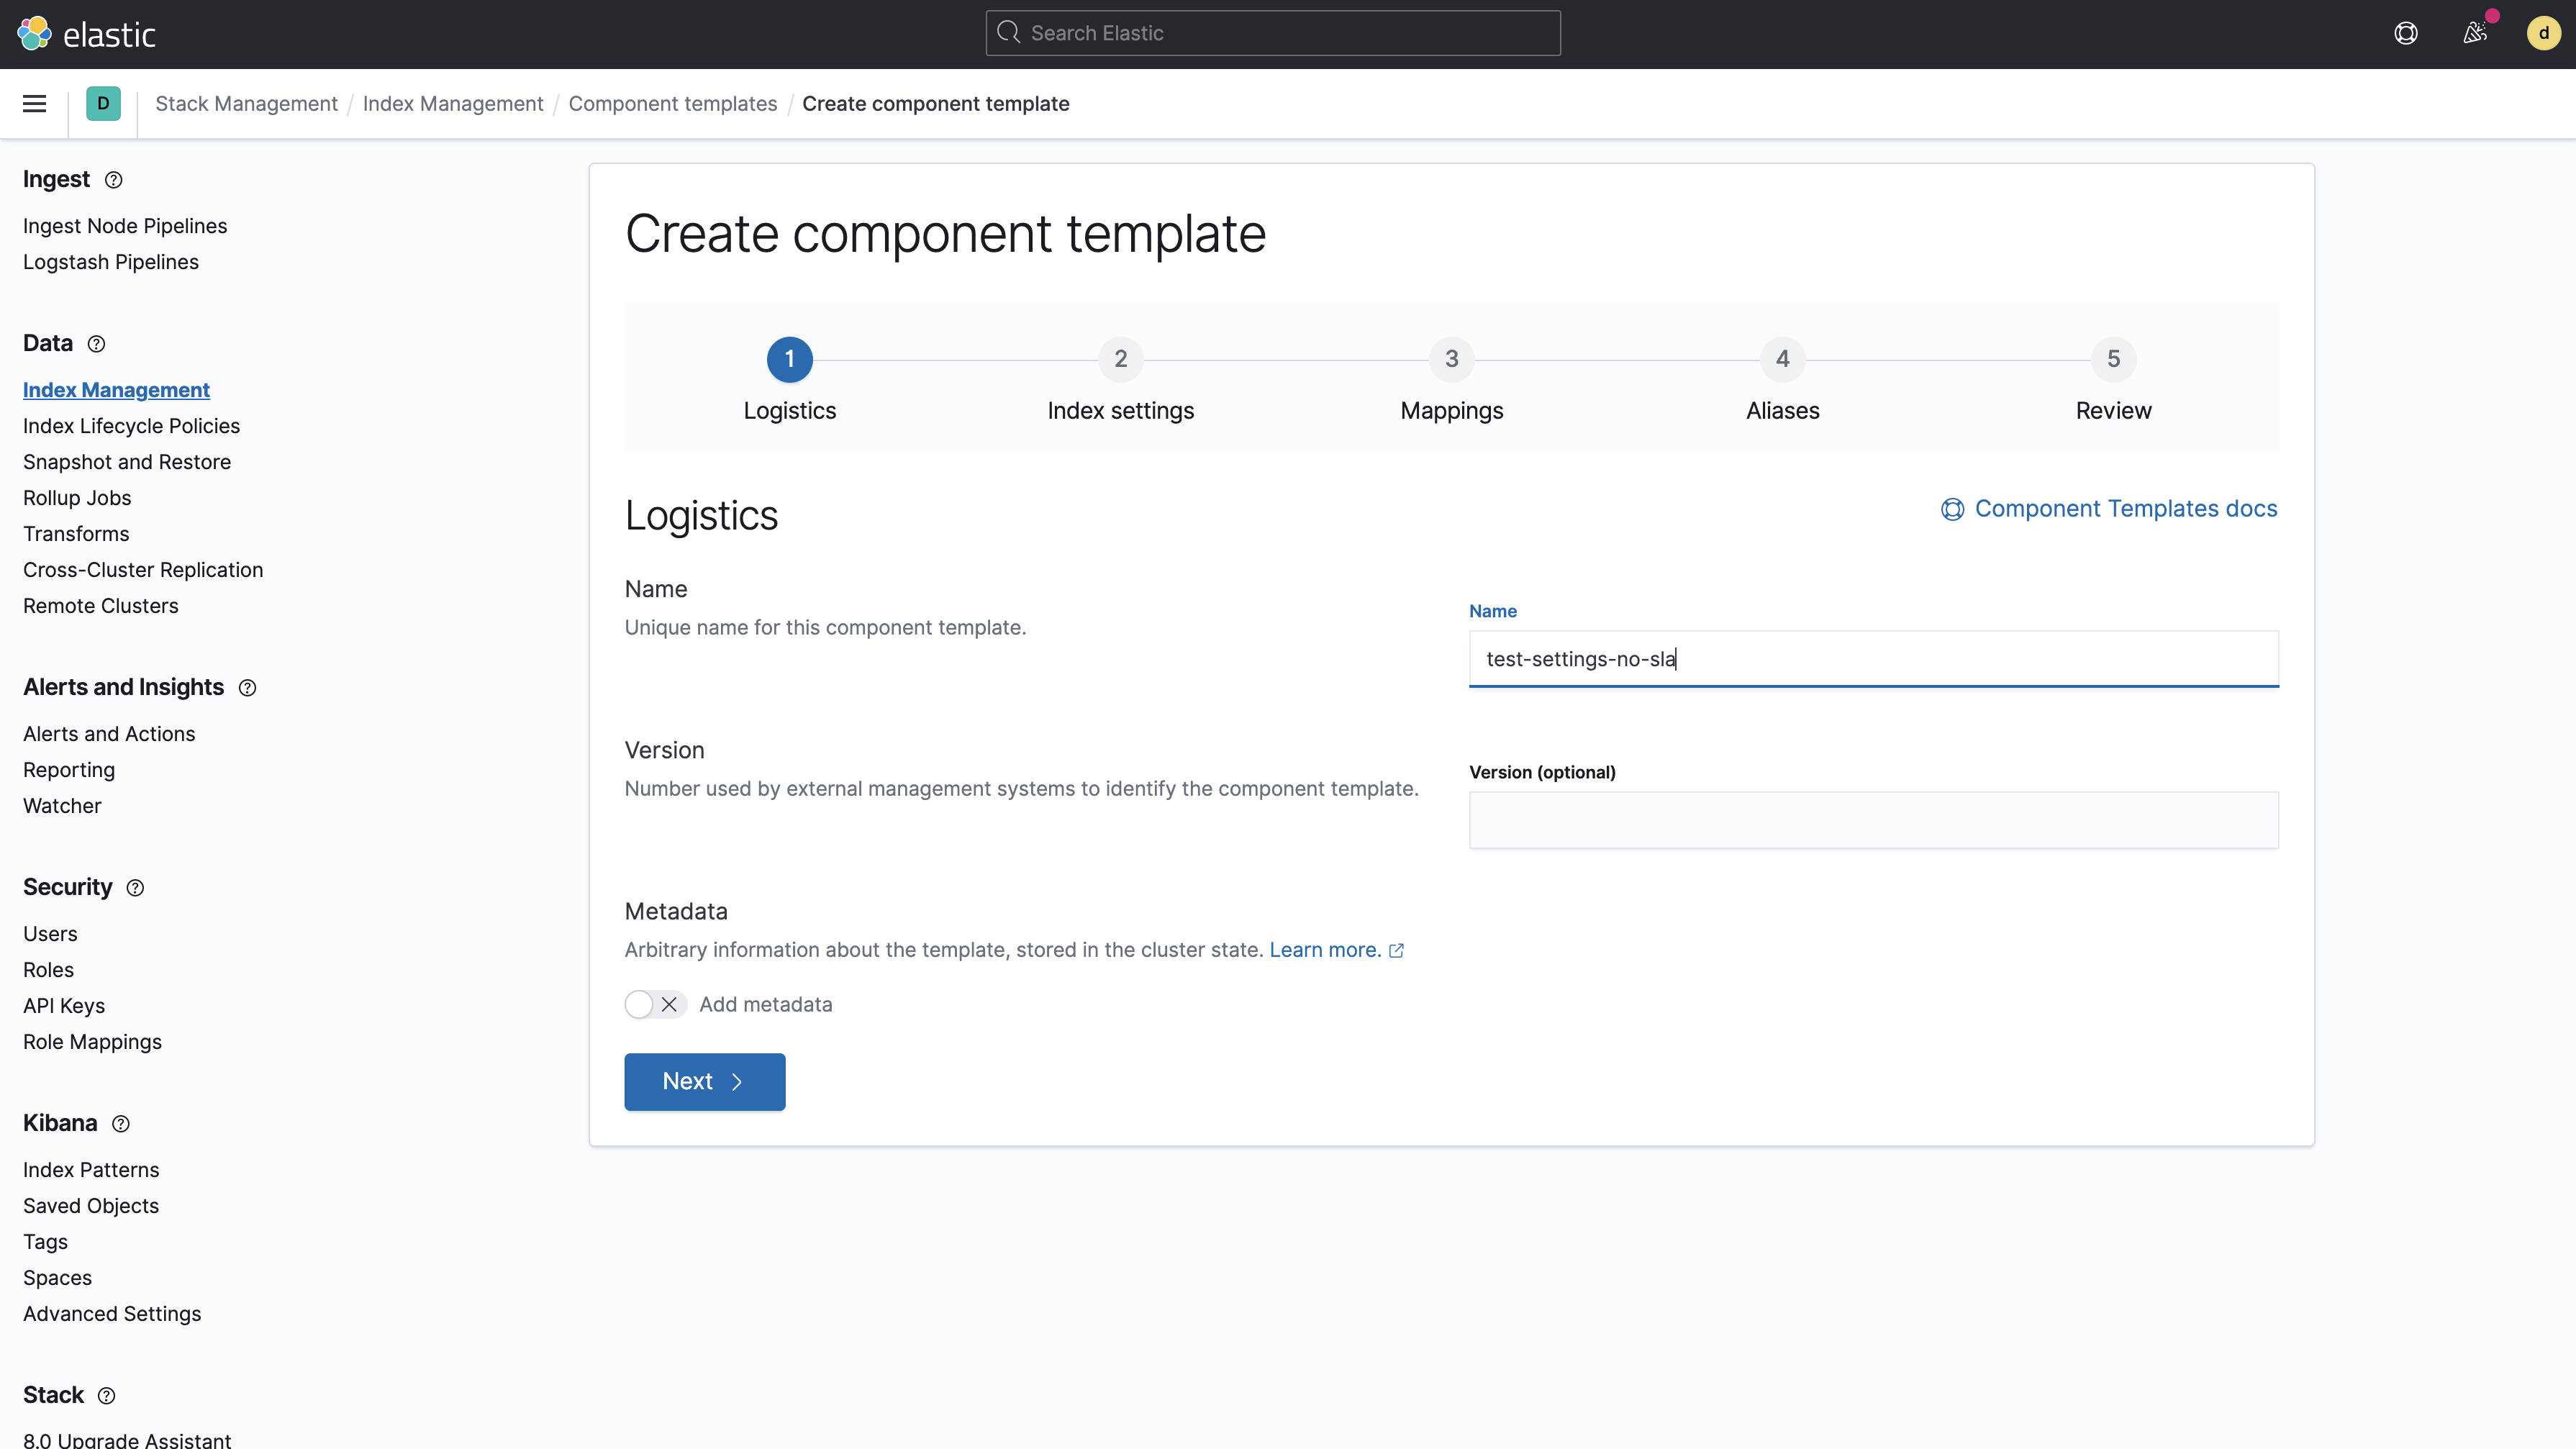 elastic
Search Elastic
d
D
Stack Management / Index Management / Component templates / Create component template
Ingest
Ingest Node Pipelines
Logstash Pipelines
Data
Index Management
Index Lifecycle Policies
Snapshot and Restore
Rollup Jobs
Transforms
Cross-Cluster Replication
Remote Clusters
Alerts and Insights
Alerts and Actions
Reporting
Watcher
Security
Users
Roles
API Keys
Role Mappings
Kibana
Index Patterns
Saved Objects
Tags
Spaces
Advanced Settings
Stack
8.0 Upgrade Assistant
Create component template
1 2 3 4 5
Logistics Index settings Mappings Aliases Review
Logistics
Component Templates docs
Name
Unique name for this component template.
Name
test-settings-no-sla
Version
Number used by external management systems to identify the component template.
Version (optional)
Metadata
Arbitrary information about the template, stored in the cluster state. Learn more.
Add metadata
Next